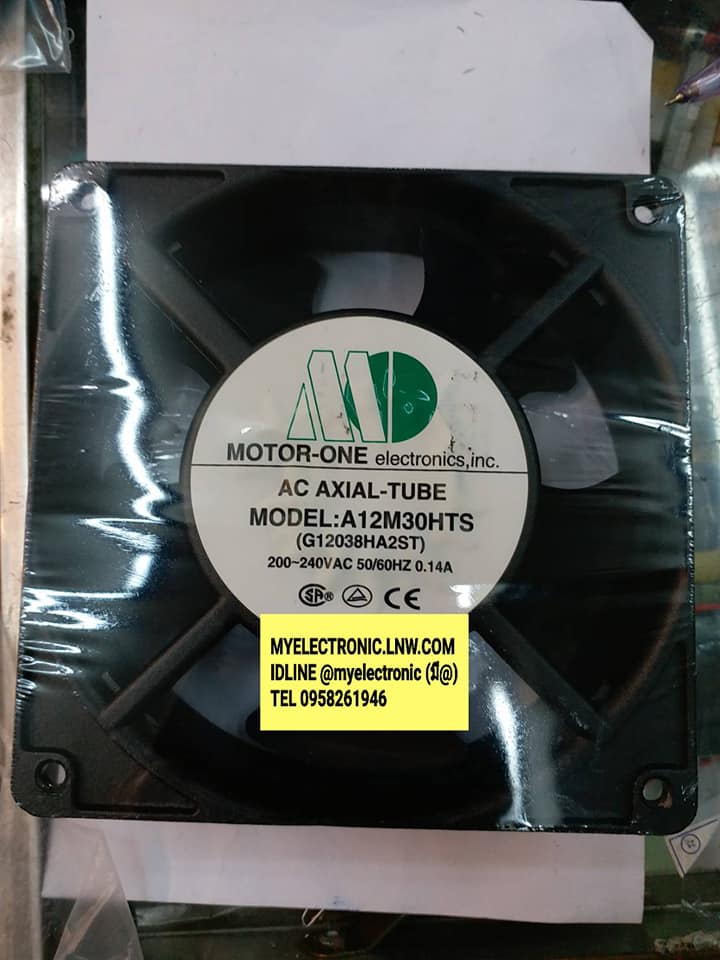 MOTOR-ONE electronics,inc.
AC AXIAL-TUBE
MODEL:A12M30HTS
(G12038HA2ST)
200~240VAC 50/60HZ 0.14A
SA® CE
MYELECTRONIC.LNW.COM
IDLINE @myelectronic (มี@)
TEL 0958261946